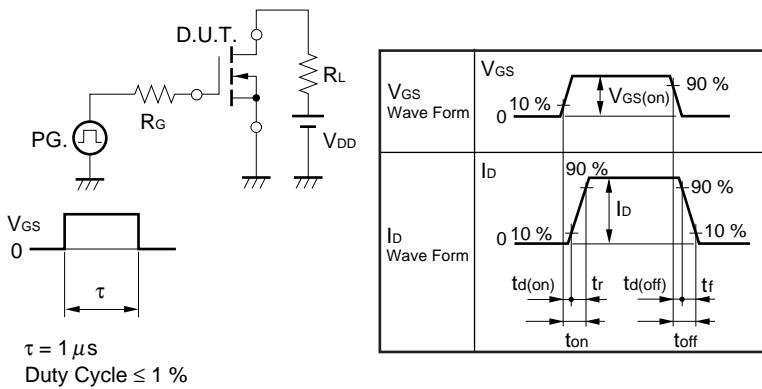 D.U.T.
RL
RG
PG.
VDD
VGS
0
τ
τ = 1 μs
Duty Cycle ≤ 1 %
VGS
Wave Form
VGS
10 %
0
VGS(on)
90 %
ID
Wave Form
ID
90 %
90 %
ID
0
10 %
10 %
td(on)
tr
td(off)
tf
ton
toff